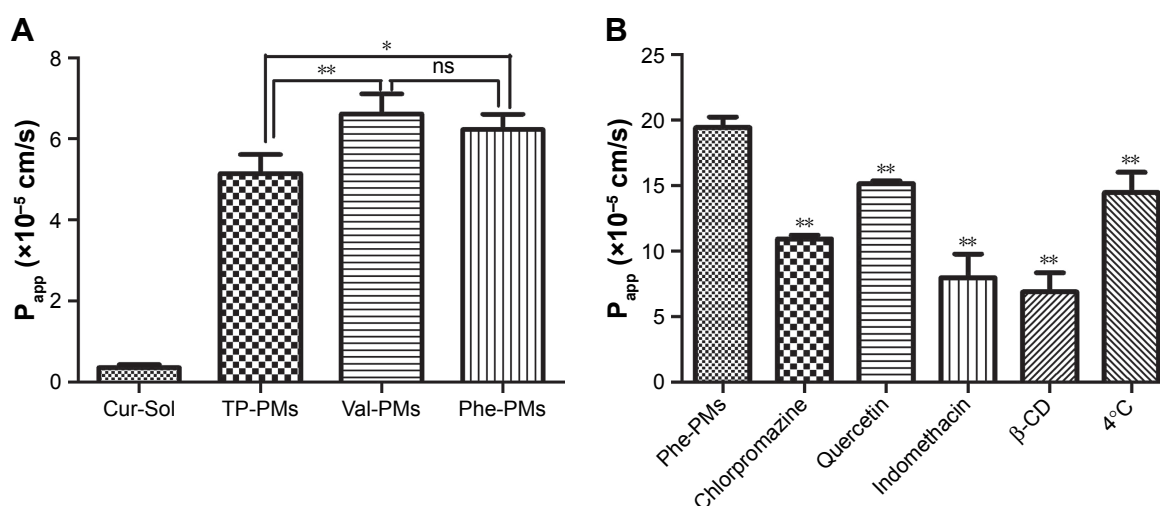 A
P_app (×10⁻⁵ cm/s)
8
6
4
2
0
*
**
ns
Cur-Sol
TP-PMs
Val-PMs
Phe-PMs
B
P_app (×10⁻⁵ cm/s)
25
20
15
10
5
0
**
**
**
**
**
Phe-PMs
Chlorpromazine
Quercetin
Indomethacin
β-CD
4°C